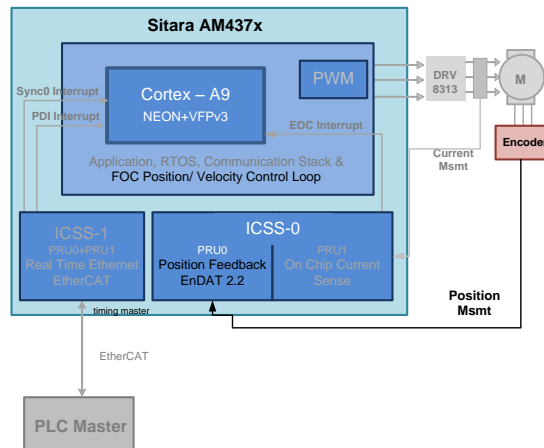 Sitara AM437x
Cortex – A9
NEON+VFPv3
PWM
DRV
8313
M
Encoder
Sync0 Interrupt
PDI Interrupt
EOC Interrupt
Current
Msmt
Application, RTOS, Communication Stack &
FOC Position/ Velocity Control Loop
ICSS-1
PRU0+PRU1
Real Time Ethernet
EtherCAT
ICSS-0
PRU0
Position Feedback
EnDAT 2.2
PRU1
On Chip Current
Sense
Position
Msmt
timing master
EtherCAT
PLC Master